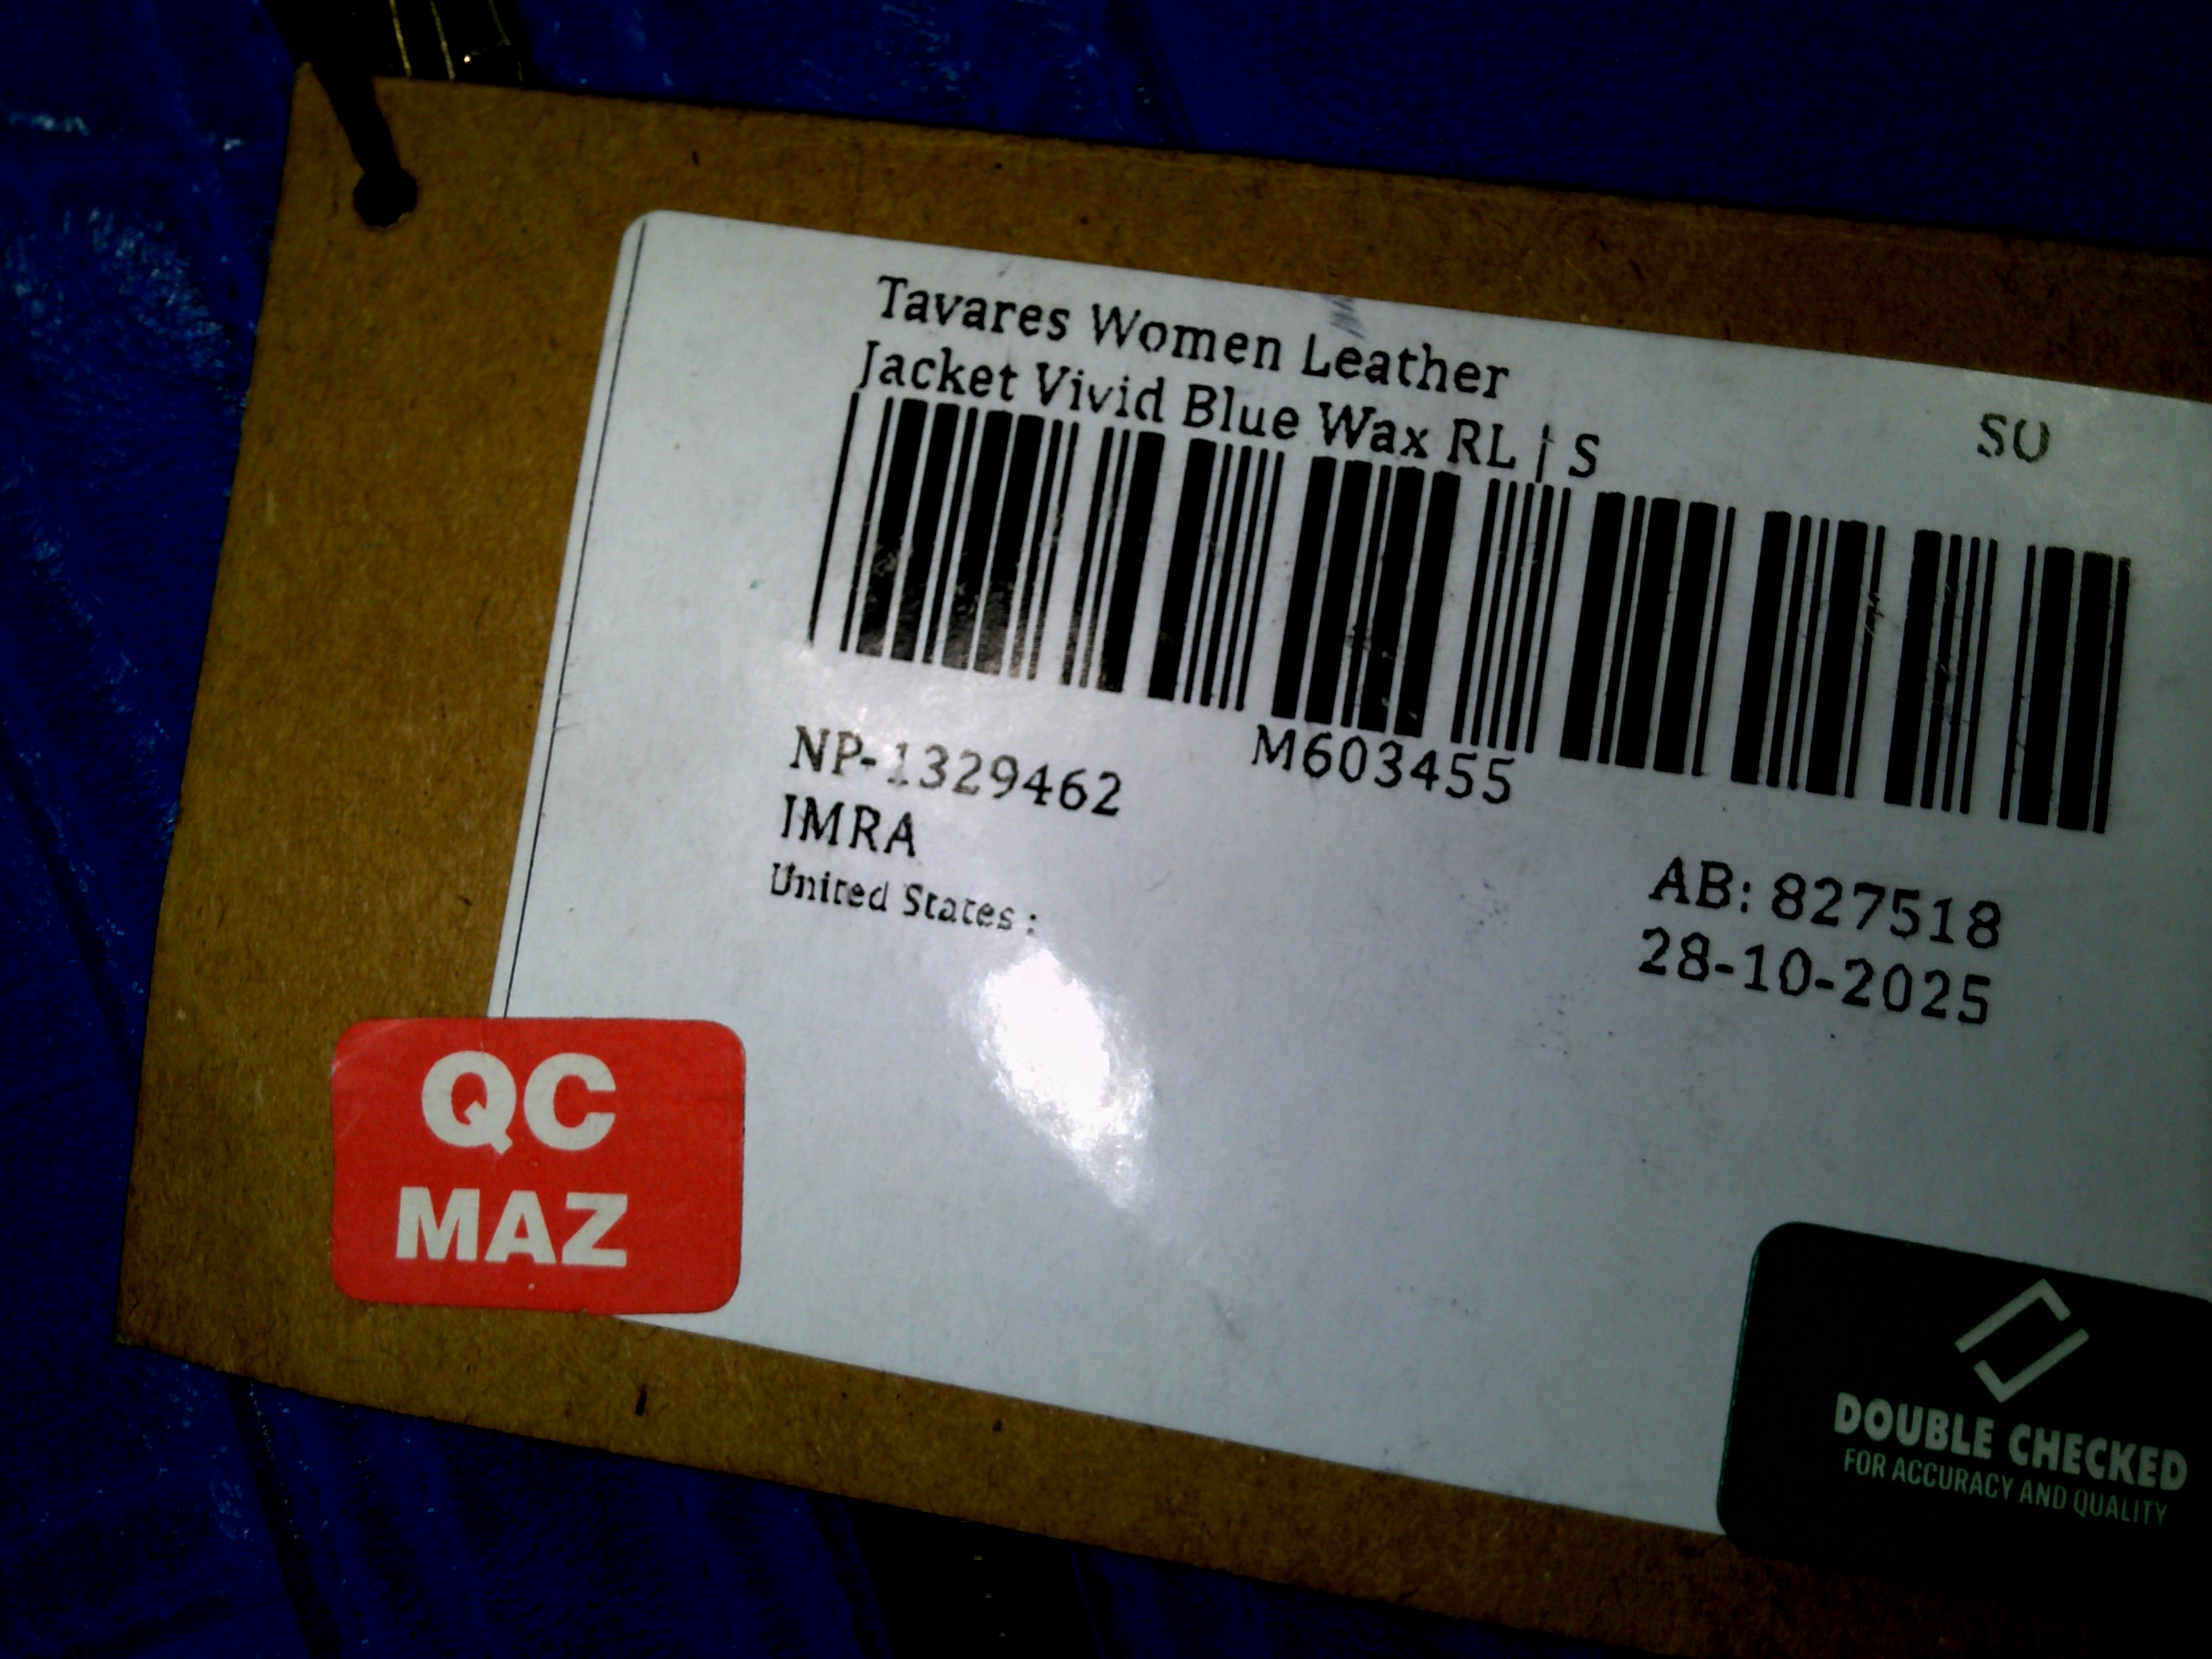 Tavares Women Leather
Jacket Vivid Blue Wax RL | S
SU
M603455
NP-1329462
IMRA
United States :
AB: 827518
28-10-2025
QC
MAZ
DOUBLE CHECKED
FOR ACCURACY AND QUALITY